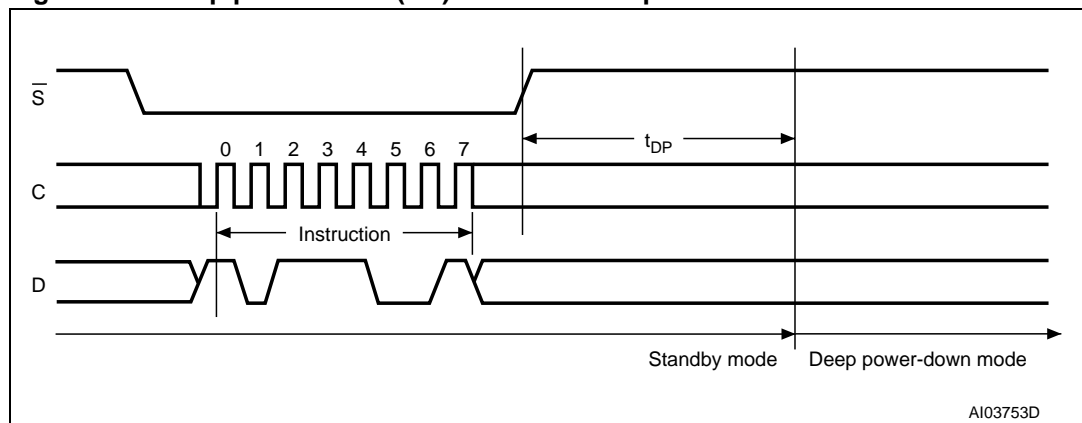 S
0 1 2 3 4 5 6 7
tDP
C
Instruction
D
Standby mode
Deep power-down mode
AI03753D